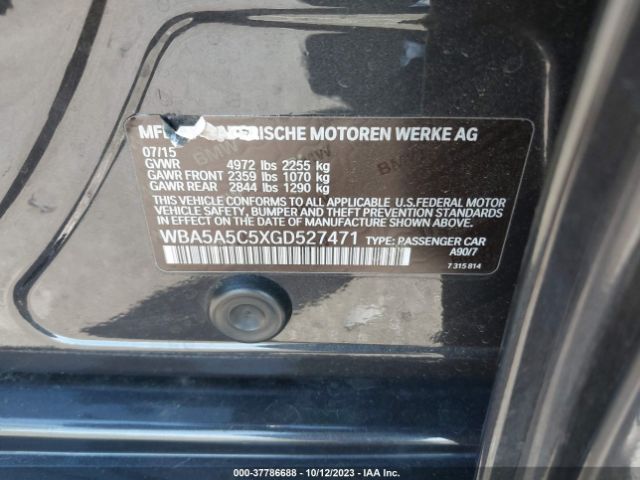 MFD ERISCHE MOTOREN WERKE AG
07/15
GVWR 4972 lbs 2255 kg
GAWR FRONT 2359 lbs 1070 kg
GAWR REAR 2844 lbs 1290 kg
THIS VEHICLE CONFORMS TO ALL APPLICABLE U.S.FEDERAL MOTOR
VEHICLE SAFETY, BUMPER AND THEFT PREVENTION STANDARDS IN
EFFECT ON THE DATE OF MANUFACTURE SHOWN ABOVE.
WBA5A5C5XGD527471 TYPE: PASSENGER CAR
A90/7
7 315 814
000-37786688 - 10/12/2023 - IAA Inc.